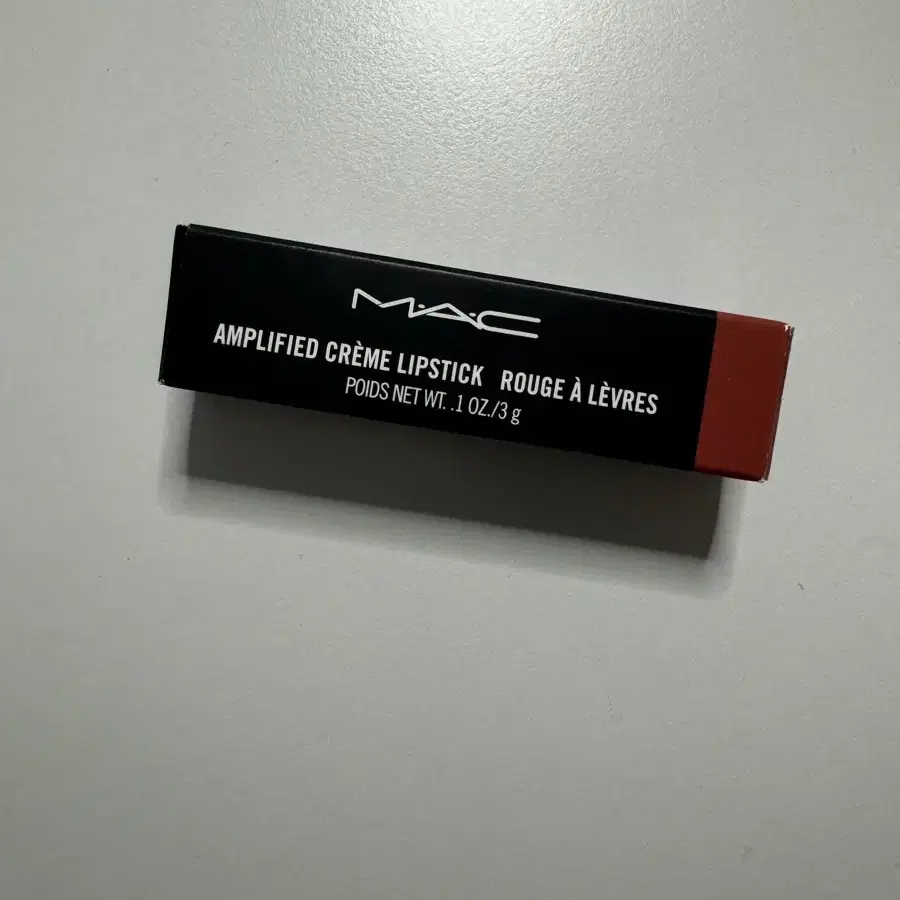 M·A·C
AMPLIFIED CRÈME LIPSTICK ROUGE À LÈVRES
POIDS NET WT. .1 OZ./3 g